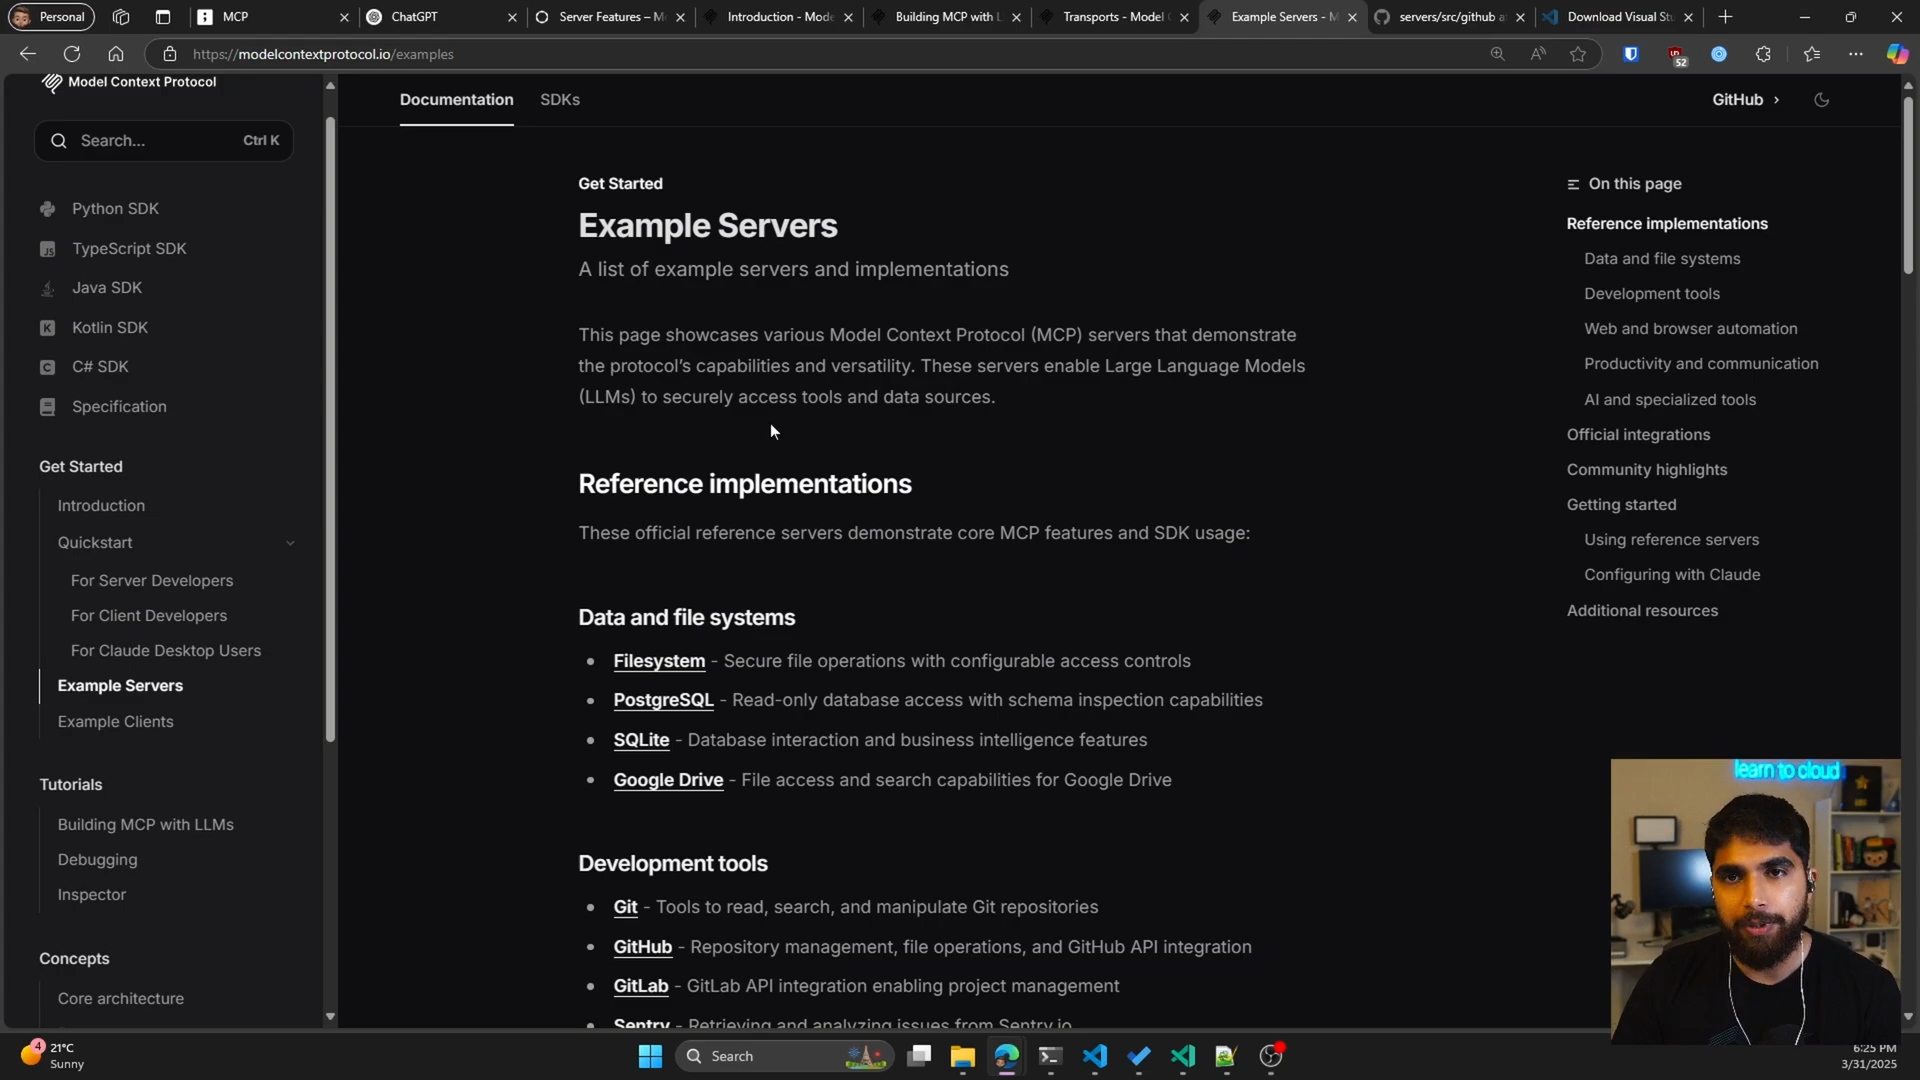 Personal
MCP
ChatGPT
Server Features – M
Introduction - Mode
Building MCP with L
Transports - Model C
Example Servers - M
servers/src/github a
Download Visual Stu
https://modelcontextprotocol.io/examples
52
Model Context Protocol
Search...
Ctrl K
Python SDK
TypeScript SDK
Java SDK
Kotlin SDK
C# SDK
Specification
Get Started
Introduction
Quickstart
For Server Developers
For Client Developers
For Claude Desktop Users
Example Servers
Example Clients
Tutorials
Building MCP with LLMs
Debugging
Inspector
Concepts
Core architecture
Documentation
SDKs
GitHub
Get Started
Example Servers
A list of example servers and implementations
This page showcases various Model Context Protocol (MCP) servers that demonstrate
the protocol's capabilities and versatility. These servers enable Large Language Models
(LLMs) to securely access tools and data sources.
Reference implementations
These official reference servers demonstrate core MCP features and SDK usage:
Data and file systems
Filesystem - Secure file operations with configurable access controls
PostgreSQL - Read-only database access with schema inspection capabilities
SQLite - Database interaction and business intelligence features
Google Drive - File access and search capabilities for Google Drive
Development tools
Git - Tools to read, search, and manipulate Git repositories
GitHub - Repository management, file operations, and GitHub API integration
GitLab - GitLab API integration enabling project management
Sentry - Retrieving and analyzing issues from Sentry.io
On this page
Reference implementations
Data and file systems
Development tools
Web and browser automation
Productivity and communication
AI and specialized tools
Official integrations
Community highlights
Getting started
Using reference servers
Configuring with Claude
Additional resources
learn to cloud
4
21°C
Sunny
Search
6:25 PM
3/31/2025